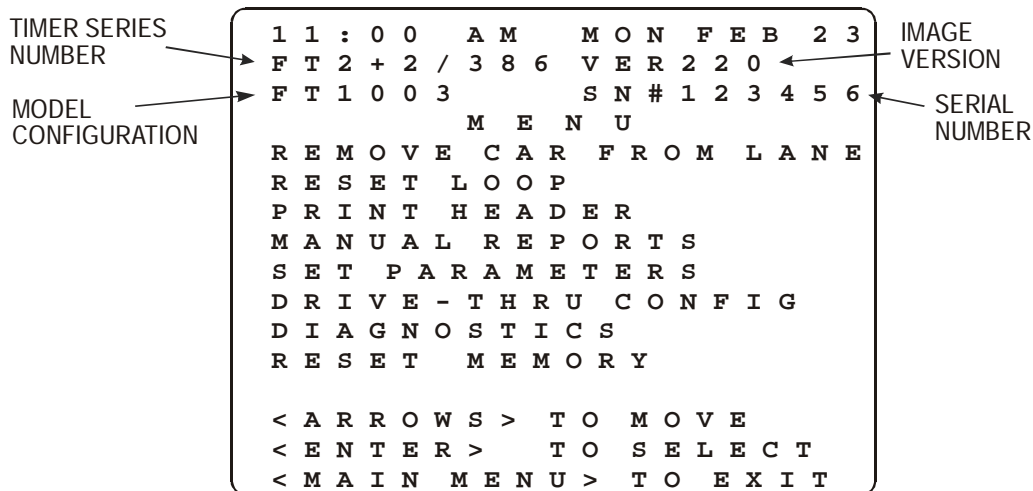 TIMER SERIES
NUMBER
MODEL
CONFIGURATION
11:00 AM MON FEB 23
FT2+2/386 VER220
FT1003 SN#123456
MENU
REMOVE CAR FROM LANE
RESET LOOP
PRINT HEADER
MANUAL REPORTS
SET PARAMETERS
DRIVE-THRU CONFIG
DIAGNOSTICS
RESET MEMORY
<ARROWS> TO MOVE
<ENTER> TO SELECT
<MAIN MENU> TO EXIT
IMAGE
VERSION
SERIAL
NUMBER